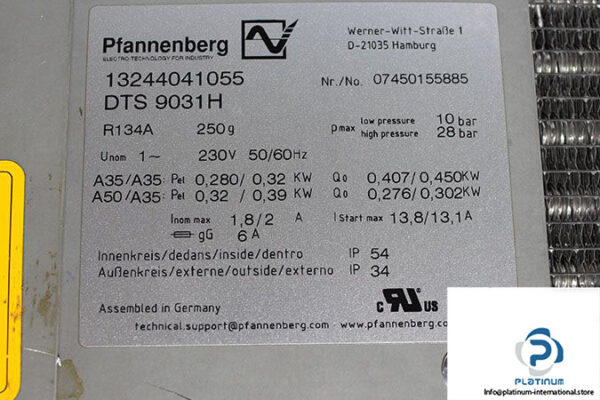 Pfannenberg
ELECTRO-TECHNOLOGY FOR INDUSTRY
Werner-Witt-Straße 1
D-21035 Hamburg
13244041055
Nr./No. 07450155885
DTS 9031H
R134A 250g
pmax low pressure 10 bar
high pressure 28 bar
Unom 1~ 230V 50/60Hz
A35/A35: Pel 0,280/ 0,32 KW Qo 0,407/ 0,450KW
A50/A35: Pel 0,32 / 0,39 KW Qo 0,276/ 0,302KW
Inom max 1,8/2 A I Start max 13,8/13,1A
gG 6A
Innenkreis/dedans/inside/dentro IP 54
Außenkreis/externe/outside/externo IP 34
Assembled in Germany
c RU US
technical.support@pfannenberg.com · www.pfannenberg.co
PLATINUM
Info@platinum-international.store